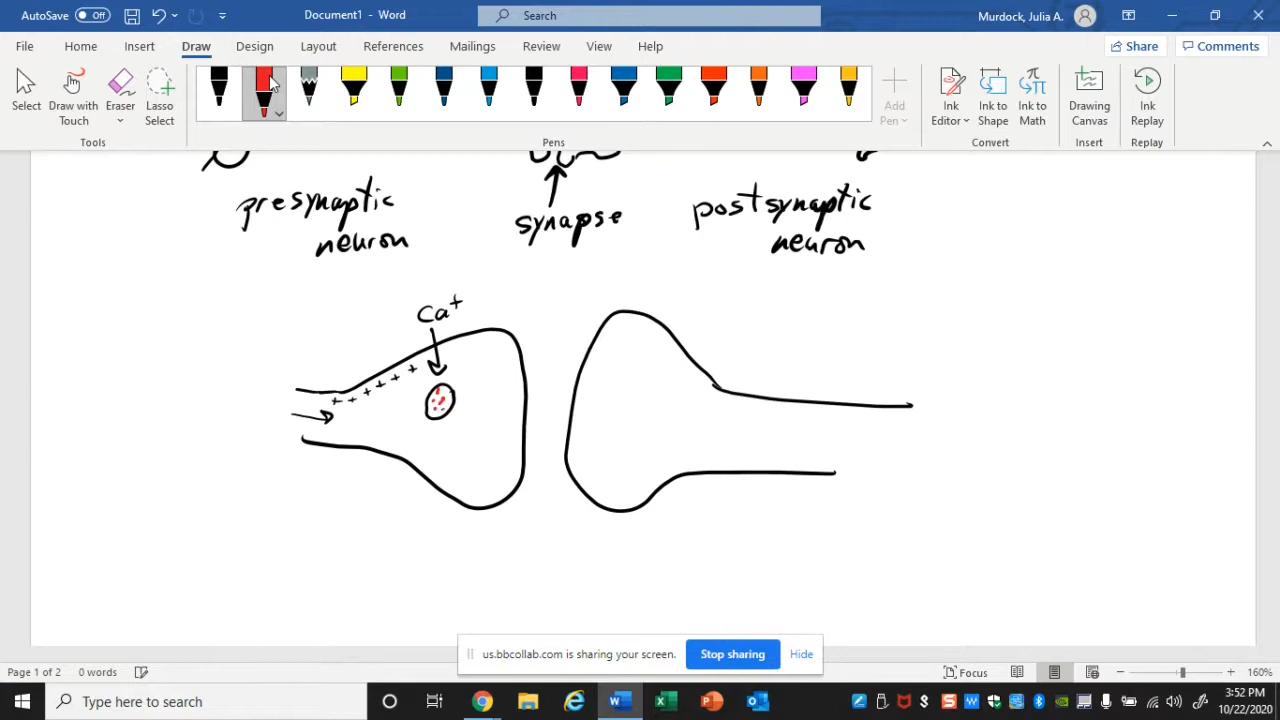 AutoSave Off Document1 - Word Search Murdock, Julia A.
File Home Insert Draw Design Layout References Mailings Review View Help Share Comments
Select Draw with Touch Eraser Lasso Select Add Pen Ink Editor Ink to Shape Ink to Math Drawing Canvas Ink Replay
Tools Pens Convert Insert Replay
presynaptic neuron
synapse
postsynaptic neuron
Ca+
+ + + + + +
us.bbcollab.com is sharing your screen. Stop sharing Hide
Page 1 of 2 0 words Focus 160%
Type here to search 3:52 PM
10/22/2020